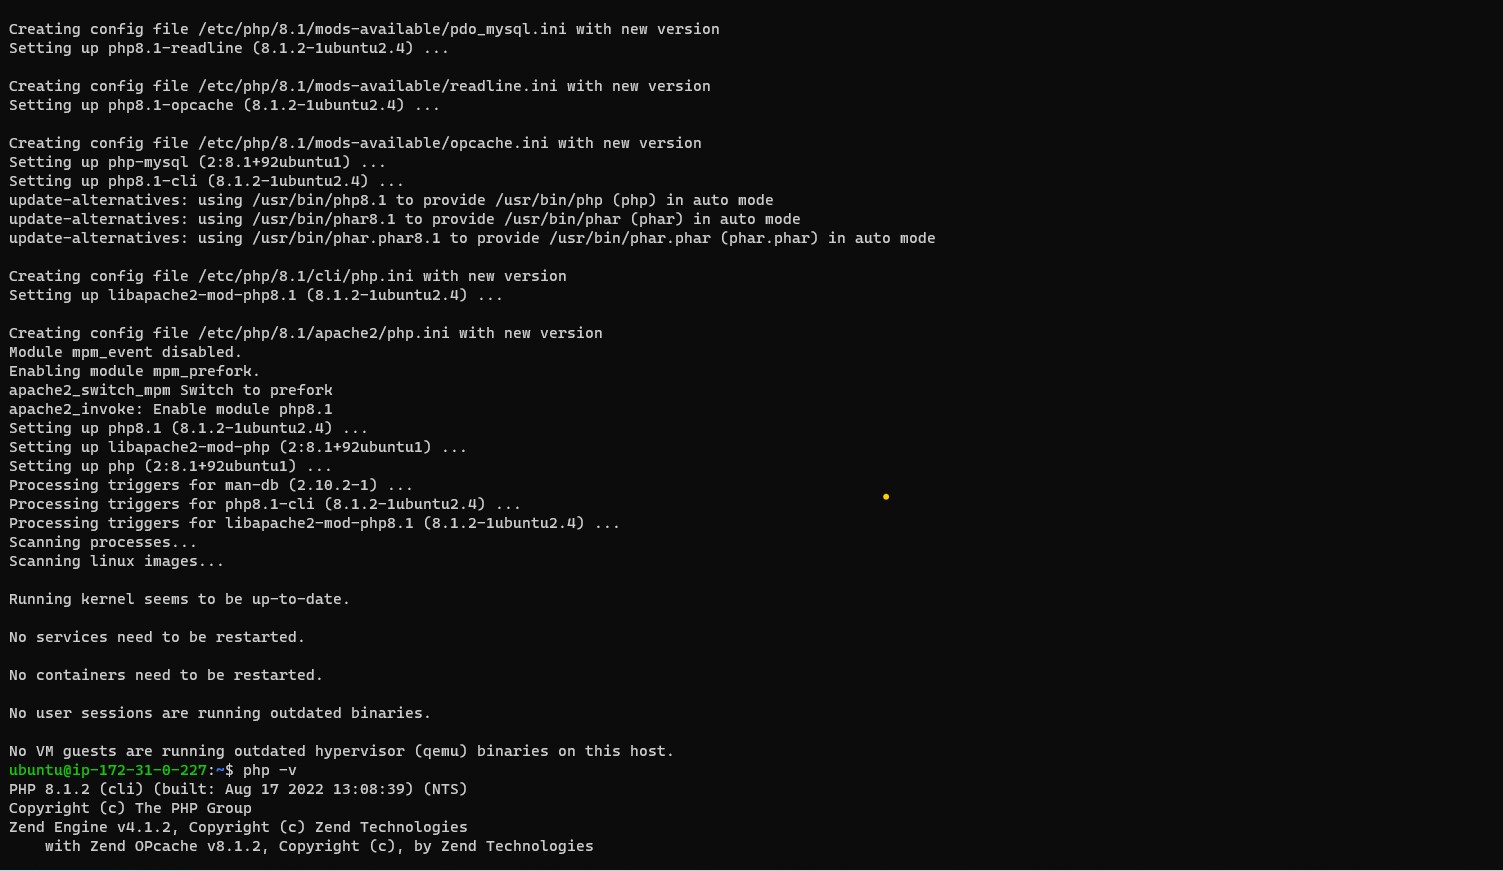 Creating config file /etc/php/8.1/mods-available/pdo_mysql.ini with new version
Setting up php8.1-readline (8.1.2-1ubuntu2.4) ...
Creating config file /etc/php/8.1/mods-available/readline.ini with new version
Setting up php8.1-opcache (8.1.2-1ubuntu2.4) ...
Creating config file /etc/php/8.1/mods-available/opcache.ini with new version
Setting up php-mysql (2:8.1+92ubuntu1) ...
Setting up php8.1-cli (8.1.2-1ubuntu2.4) ...
update-alternatives: using /usr/bin/php8.1 to provide /usr/bin/php (php) in auto mode
update-alternatives: using /usr/bin/phar8.1 to provide /usr/bin/phar (phar) in auto mode
update-alternatives: using /usr/bin/phar.phar8.1 to provide /usr/bin/phar.phar (phar.phar) in auto mode
Creating config file /etc/php/8.1/cli/php.ini with new version
Setting up libapache2-mod-php8.1 (8.1.2-1ubuntu2.4) ...
Creating config file /etc/php/8.1/apache2/php.ini with new version
Module mpm_event disabled.
Enabling module mpm_prefork.
apache2_switch_mpm Switch to prefork
apache2_invoke: Enable module php8.1
Setting up php8.1 (8.1.2-1ubuntu2.4) ...
Setting up libapache2-mod-php (2:8.1+92ubuntu1) ...
Setting up php (2:8.1+92ubuntu1) ...
Processing triggers for man-db (2.10.2-1) ...
Processing triggers for php8.1-cli (8.1.2-1ubuntu2.4) ...
Processing triggers for libapache2-mod-php8.1 (8.1.2-1ubuntu2.4) ...
Scanning processes...
Scanning linux images...
Running kernel seems to be up-to-date.
No services need to be restarted.
No containers need to be restarted.
No user sessions are running outdated binaries.
No VM guests are running outdated hypervisor (qemu) binaries on this host.
ubuntu@ip-172-31-0-227:~$ php -v
PHP 8.1.2 (cli) (built: Aug 17 2022 13:08:39) (NTS)
Copyright (c) The PHP Group
Zend Engine v4.1.2, Copyright (c) Zend Technologies
    with Zend OPcache v8.1.2, Copyright (c), by Zend Technologies